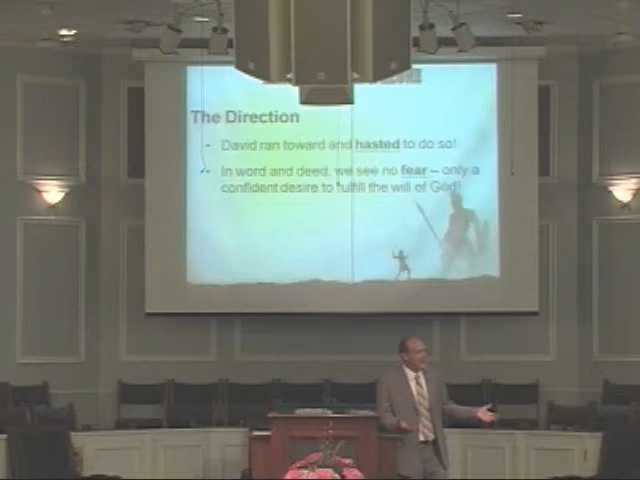 The Direction
• David ran toward and hasted to do so!
• In word and deed, we see no fear – only a
confident desire to fulfill the will of God!